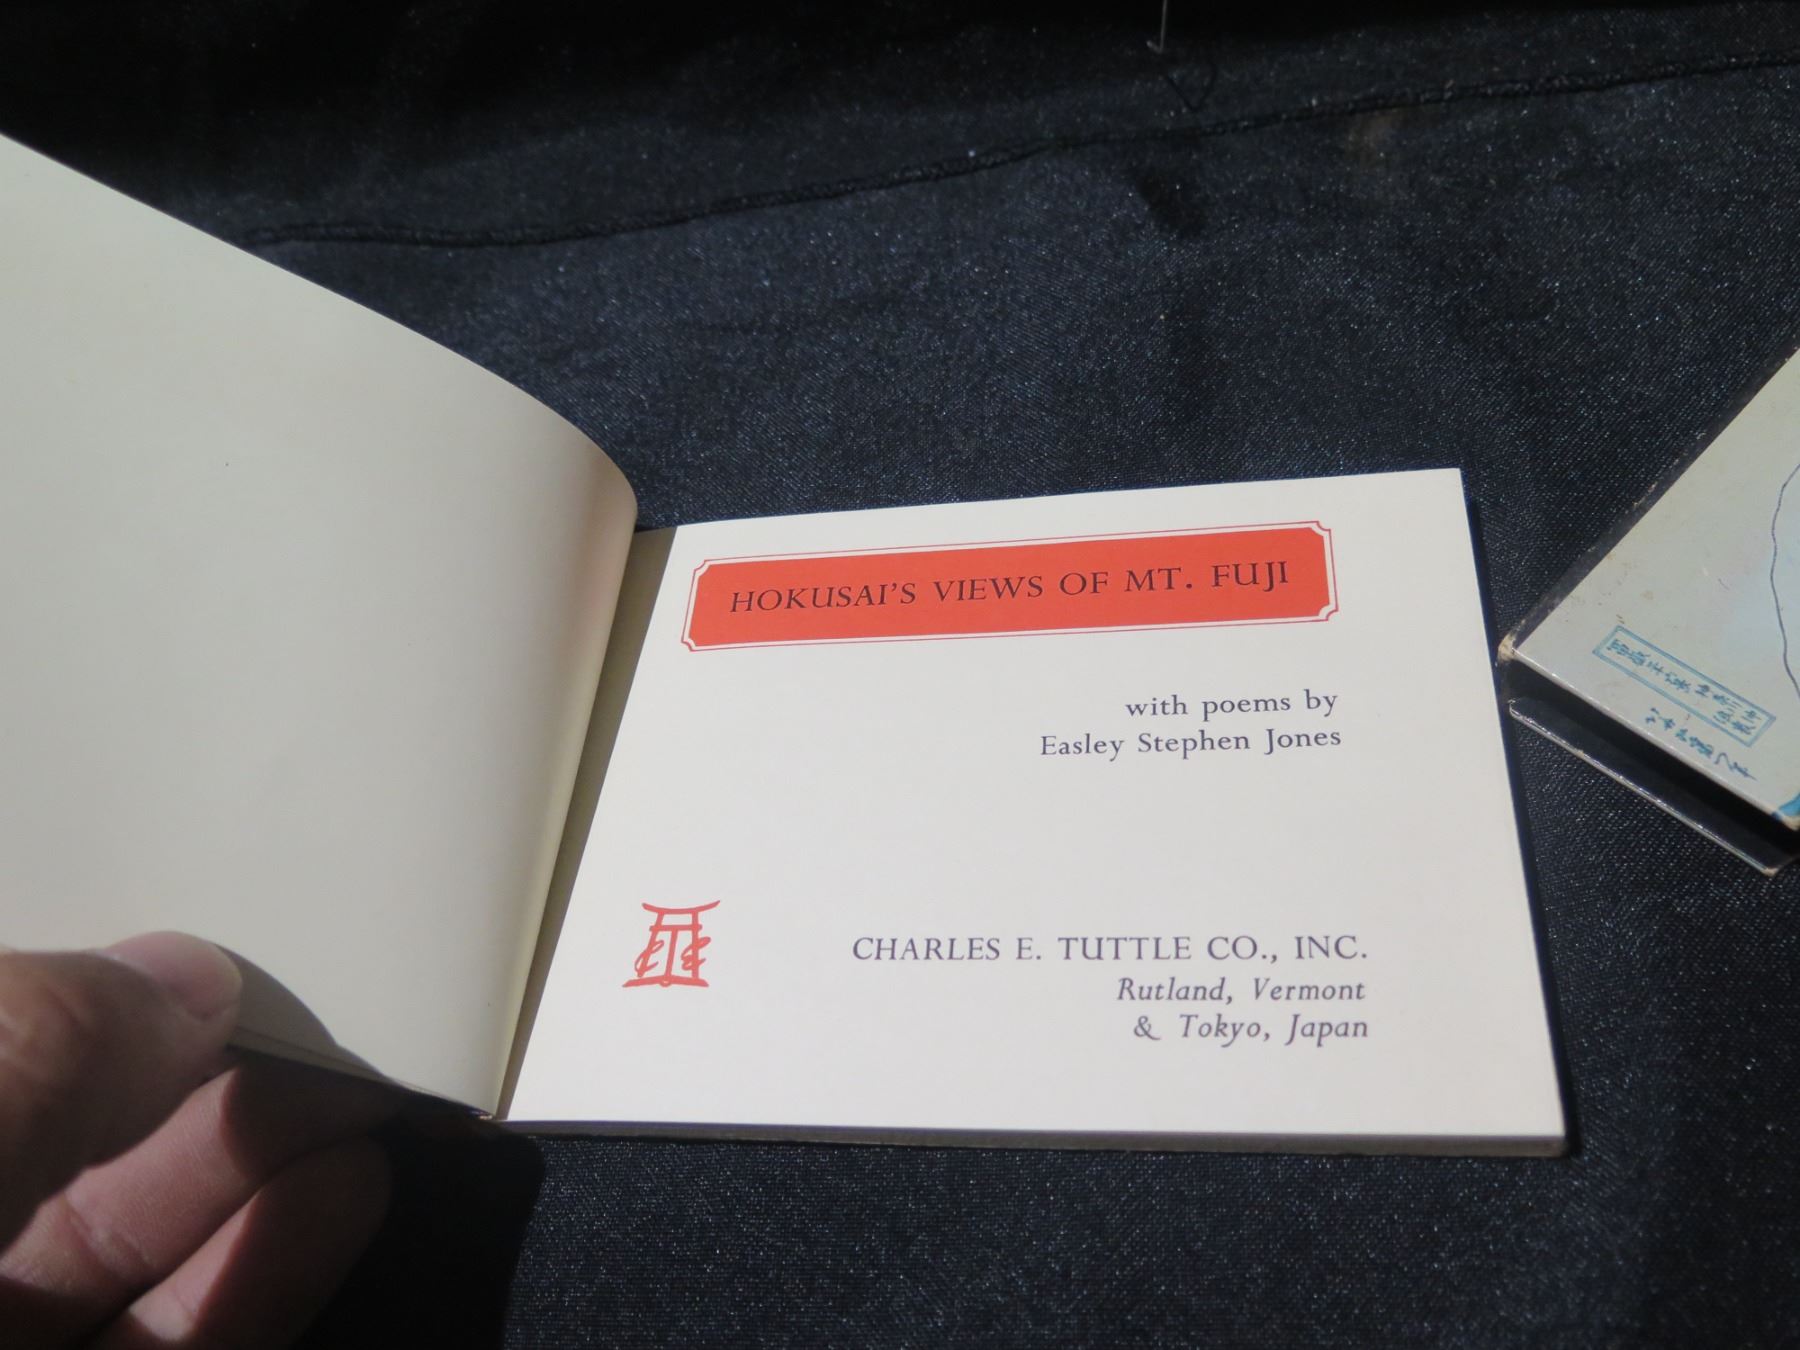 HOKUSAI'S VIEWS OF MT. FUJI
with poems by
Easley Stephen Jones
CHARLES E. TUTTLE CO., INC.
Rutland, Vermont
& Tokyo, Japan